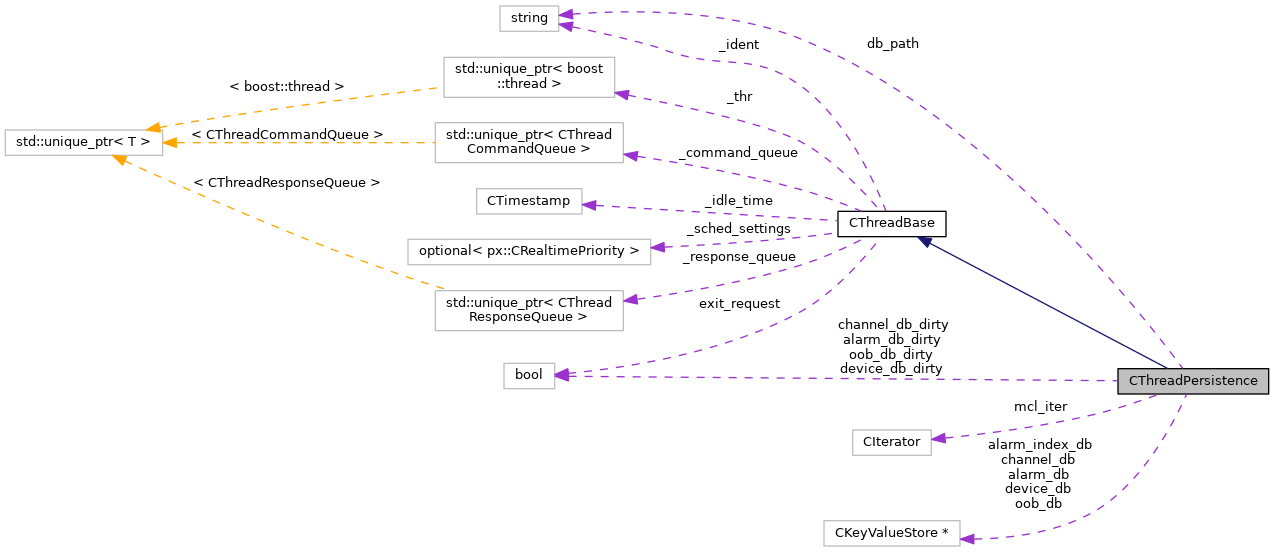 string
db_path
_ident
std::unique_ptr< boost
::thread >
< boost::thread >
_thr
std::unique_ptr< T >
< CThreadCommandQueue >
std::unique_ptr< CThread
CommandQueue >
_command_queue
< CThreadResponseQueue >
CTimestamp
_idle_time
CThreadBase
_sched_settings
optional< px::CRealtimePriority >
_response_queue
std::unique_ptr< CThread
ResponseQueue >
exit_request
channel_db_dirty
alarm_db_dirty
oob_db_dirty
device_db_dirty
bool
CThreadPersistence
mcl_iter
CIterator
alarm_index_db
channel_db
alarm_db
device_db
oob_db
CKeyValueStore *